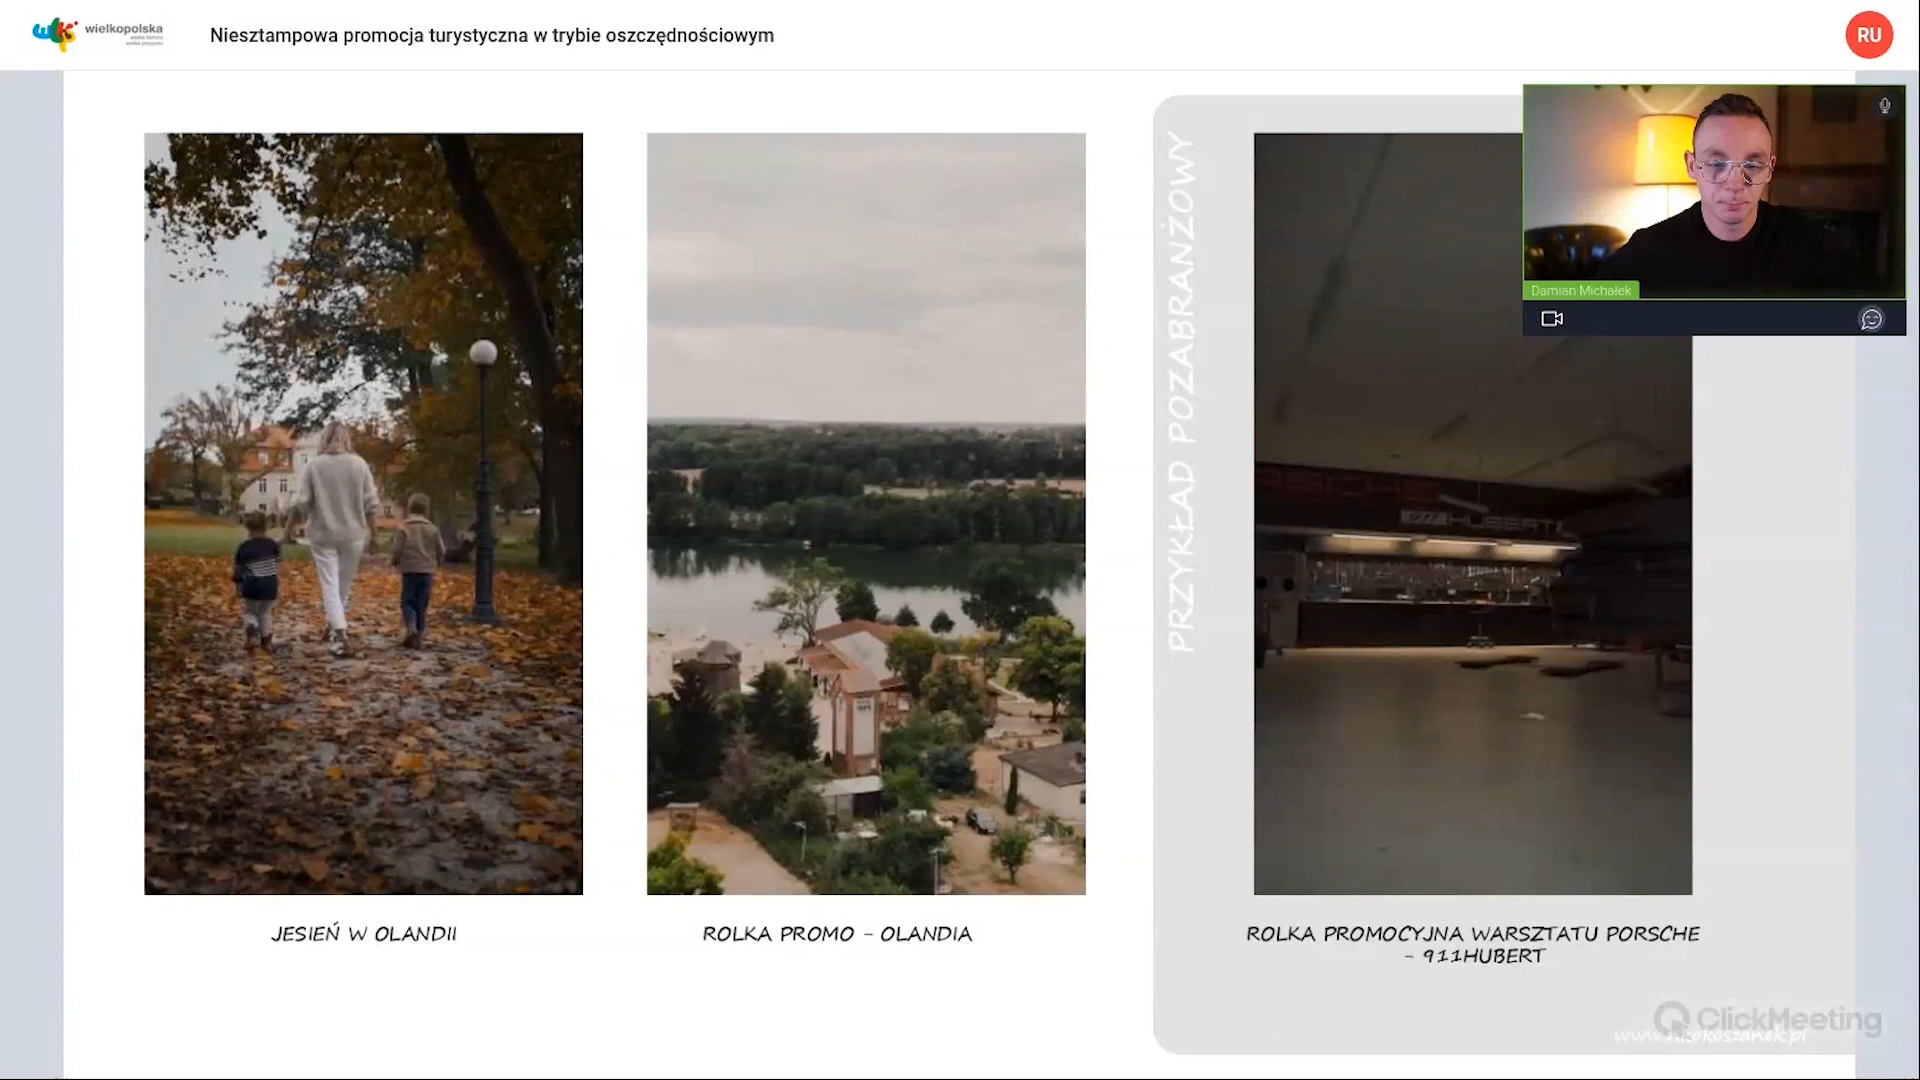 wielkopolska
Niesztampowa promocja turystyczna w trybie oszczędnościowym
RU
Damian Michałek
PRZYKŁAD POZABRANŻOWY
JESIEŃ W OLANDII
ROLKA PROMO - OLANDIA
ROLKA PROMOCYJNA WARSZTATU PORSCHE
- 911HUBERT
ClickMeeting